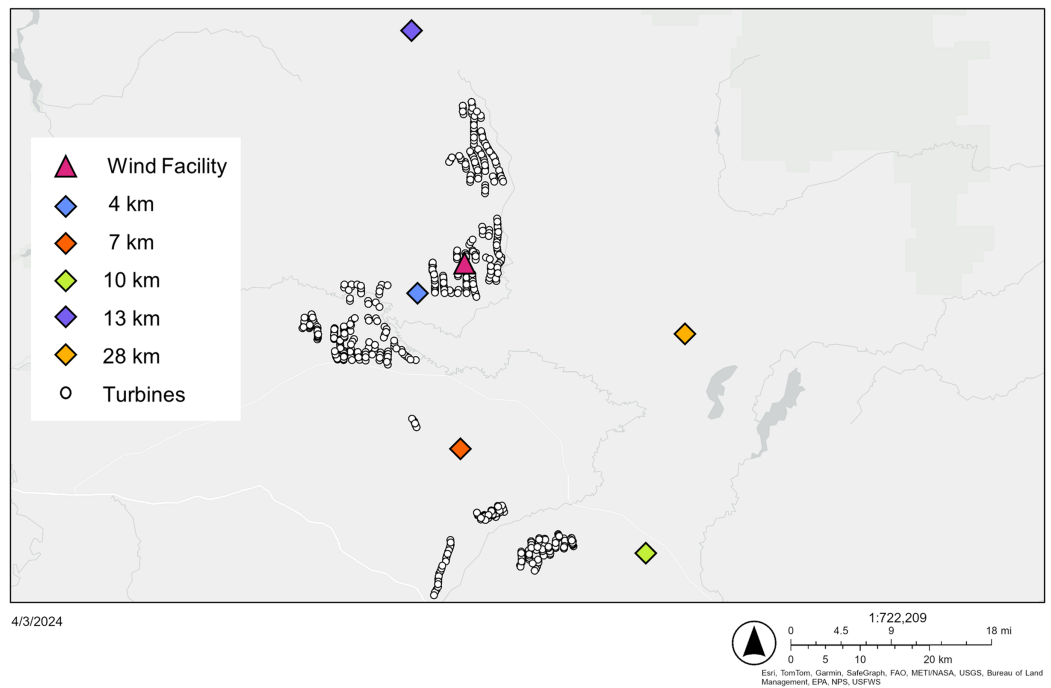 Wind Facility
4 km
7 km
10 km
13 km
28 km
Turbines
4/3/2024
1:722,209
0 4.5 9 18 mi
0 5 10 20 km
Esri, TomTom, Garmin, SafeGraph, FAO, METI/NASA, USGS, Bureau of Land
Management, EPA, NPS, USFWS